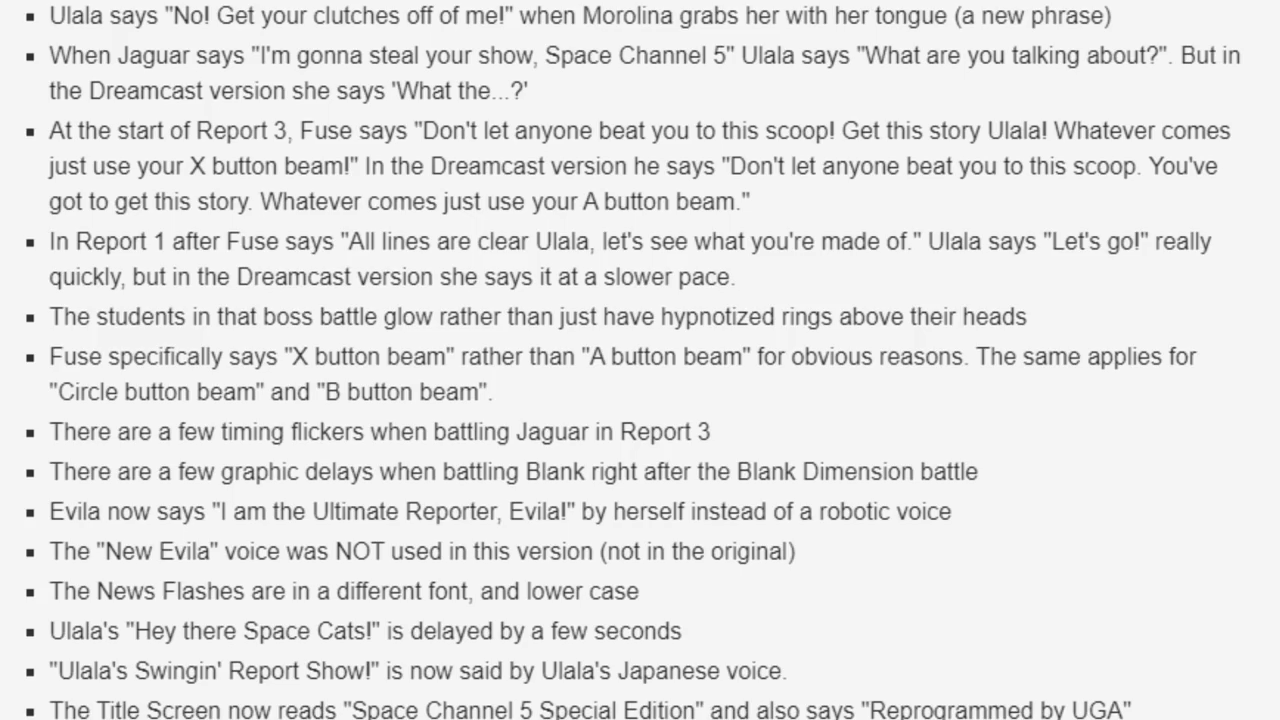 ▪ Ulala says "No! Get your clutches off of me!" when Morolina grabs her with her tongue (a new phrase)
▪ When Jaguar says "I'm gonna steal your show, Space Channel 5" Ulala says "What are you talking about?". But in
the Dreamcast version she says 'What the...?'
▪ At the start of Report 3, Fuse says "Don't let anyone beat you to this scoop! Get this story Ulala! Whatever comes
just use your X button beam!" In the Dreamcast version he says "Don't let anyone beat you to this scoop. You've
got to get this story. Whatever comes just use your A button beam."
▪ In Report 1 after Fuse says "All lines are clear Ulala, let's see what you're made of." Ulala says "Let's go!" really
quickly, but in the Dreamcast version she says it at a slower pace.
▪ The students in that boss battle glow rather than just have hypnotized rings above their heads
▪ Fuse specifically says "X button beam" rather than "A button beam" for obvious reasons. The same applies for
"Circle button beam" and "B button beam".
▪ There are a few timing flickers when battling Jaguar in Report 3
▪ There are a few graphic delays when battling Blank right after the Blank Dimension battle
▪ Evila now says "I am the Ultimate Reporter, Evila!" by herself instead of a robotic voice
▪ The "New Evila" voice was NOT used in this version (not in the original)
▪ The News Flashes are in a different font, and lower case
▪ Ulala's "Hey there Space Cats!" is delayed by a few seconds
▪ "Ulala's Swingin' Report Show!" is now said by Ulala's Japanese voice.
▪ The Title Screen now reads "Space Channel 5 Special Edition" and also says "Reprogrammed by UGA"